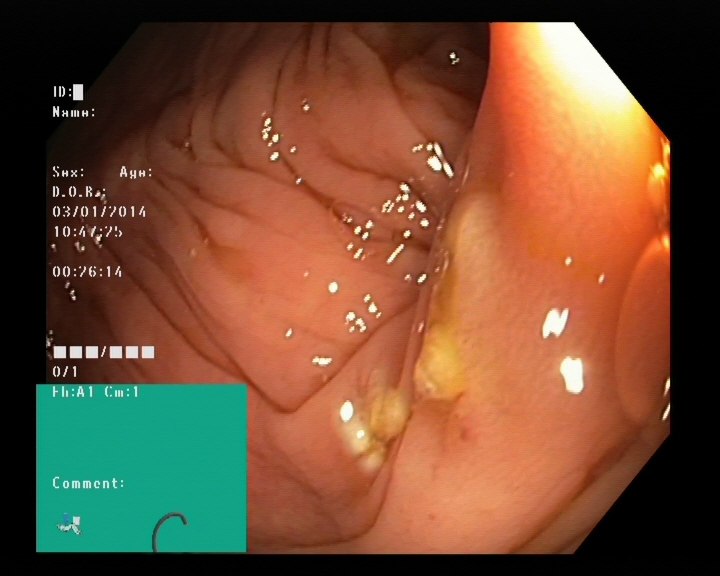 ID:
Name:
Sex: Age:
D.O.B.:
03/01/2014
10:47:25
00:26:14
0/1
Eh:A1 Cm:1
Comment: